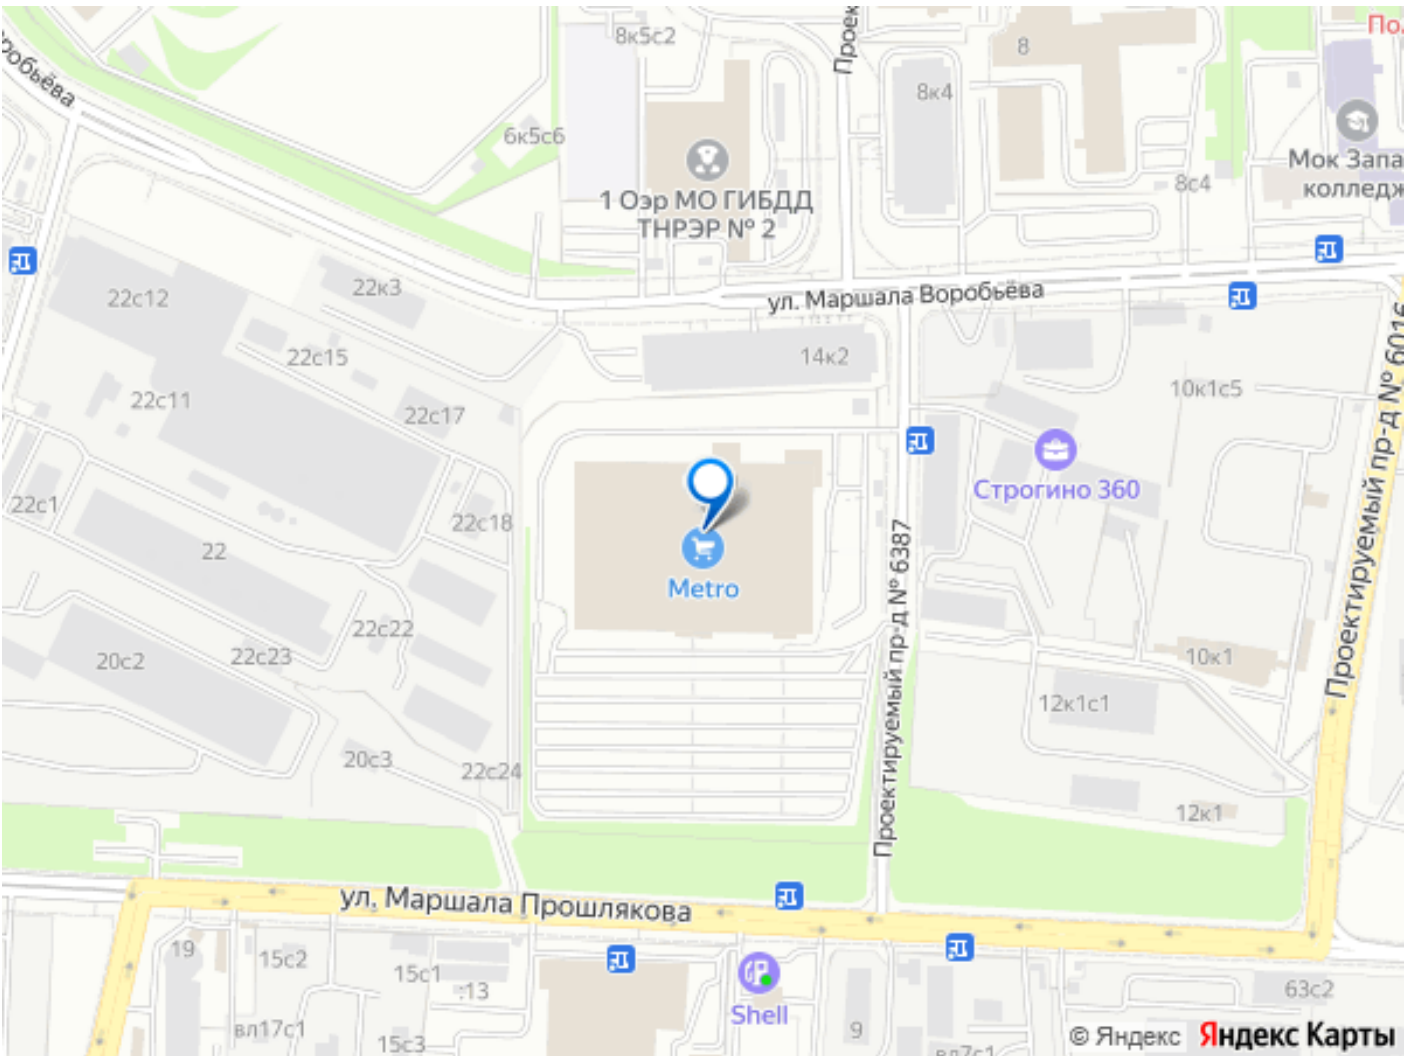 8к5с2
8
По
8к4
6к5с6
Мок Запа
колледж
8с4
1 Оэр МО ГИБДД
ТНРЭР № 2
22с12
22к3
ул. Маршала Воробьёва
22с15
14к2
22с11
22с17
10к1с5
Строгино 360
22с1
22с18
22
Metro
Проектируемый пр-д № 6387
Проектируемый пр-д № 6016
22с22
22с23
20с2
10к1
12к1с1
20с3
22с24
12к1
ул. Маршала Прошлякова
19
15с2
15с1
13
Shell
63с2
вл17с1
15с3
9
© Яндекс Яндекс Карты